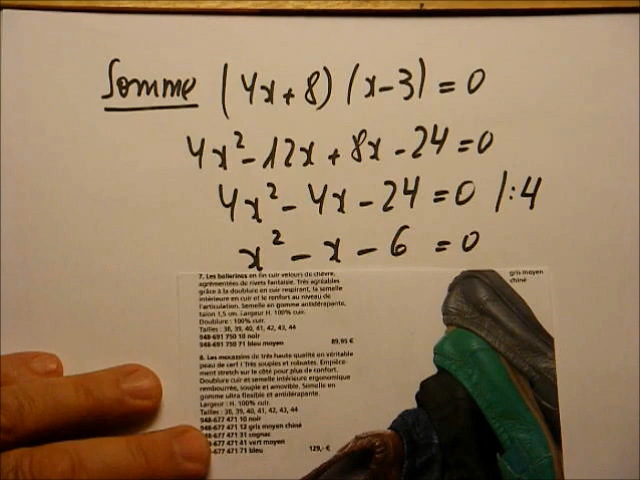 Somme (4x+8)(x-3)=0
4x²-12x+8x-24=0
4x²-4x-24=0 /:4
x²-x-6=0
7. Les ballerines en fin cuir velours de chèvre,
agrémentées de rivets fantaisie. Très agréables
grâce à la doublure en cuir respirant, la semelle
intérieure en cuir et le renfort au niveau de
l'articulation. Semelle en gomme antidérapante,
talon 1,5 cm. Largeur H. 100% cuir.
Doublure : 100% cuir.
Tailles : 38, 39, 40, 41, 42, 43, 44
948 691 750 10 noir
948 691 750 71 bleu moyen 89,95 €
8. Les mocassins de très haute qualité en véritable
peau de cerf ! Très souples et robustes. Empièce-
ment stretch sur le côté pour plus de confort.
Doublure cuir et semelle intérieure ergonomique
rembourrée, souple et amovible. Semelle en
gomme ultra flexible et antidérapante.
Largeur : H. 100% cuir.
Tailles : 38, 39, 40, 41, 42, 43, 44
948 677 471 10 noir
948 677 471 12 gris moyen chiné
677 471 31 cognac
677 471 41 vert moyen
677 471 71 bleu 129,- €
gris moyen
chiné